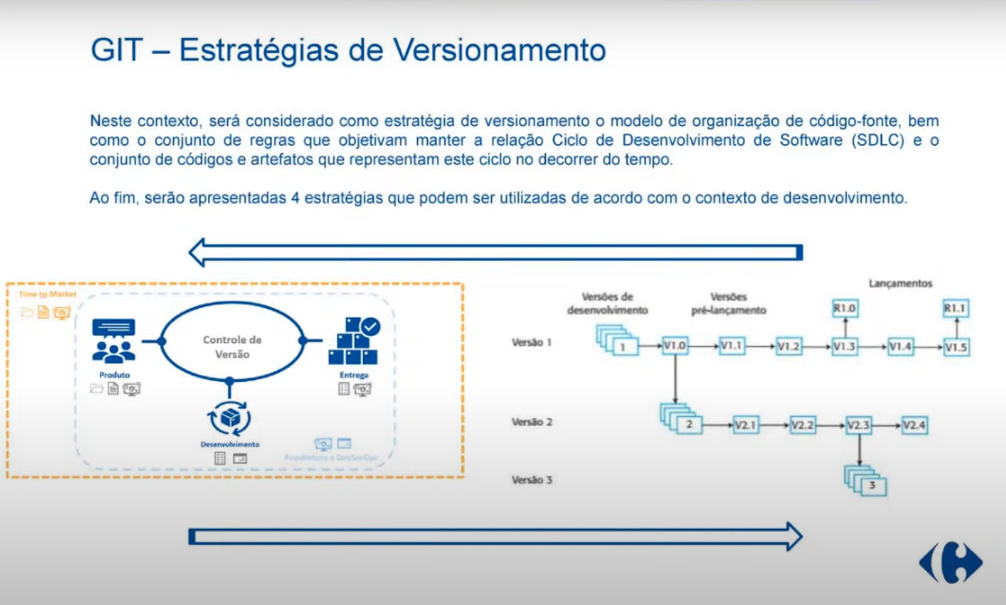 GIT – Estratégias de Versionamento
Neste contexto, será considerado como estratégia de versionamento o modelo de organização de código-fonte, bem
como o conjunto de regras que objetivam manter a relação Ciclo de Desenvolvimento de Software (SDLC) e o
conjunto de códigos e artefatos que representam este ciclo no decorrer do tempo.
Ao fim, serão apresentadas 4 estratégias que podem ser utilizadas de acordo com o contexto de desenvolvimento.
Time to Market
Controle de
Versão
Produto
Entrega
Desenvolvimento
Arquitetura e DevSecOps
Lançamentos
Versões de
desenvolvimento
Versões
pré-lançamento
R1.0
R1.1
Versão 1
1
V1.0
V1.1
V1.2
V1.3
V1.4
V1.5
Versão 2
2
V2.1
V2.2
V2.3
V2.4
Versão 3
3